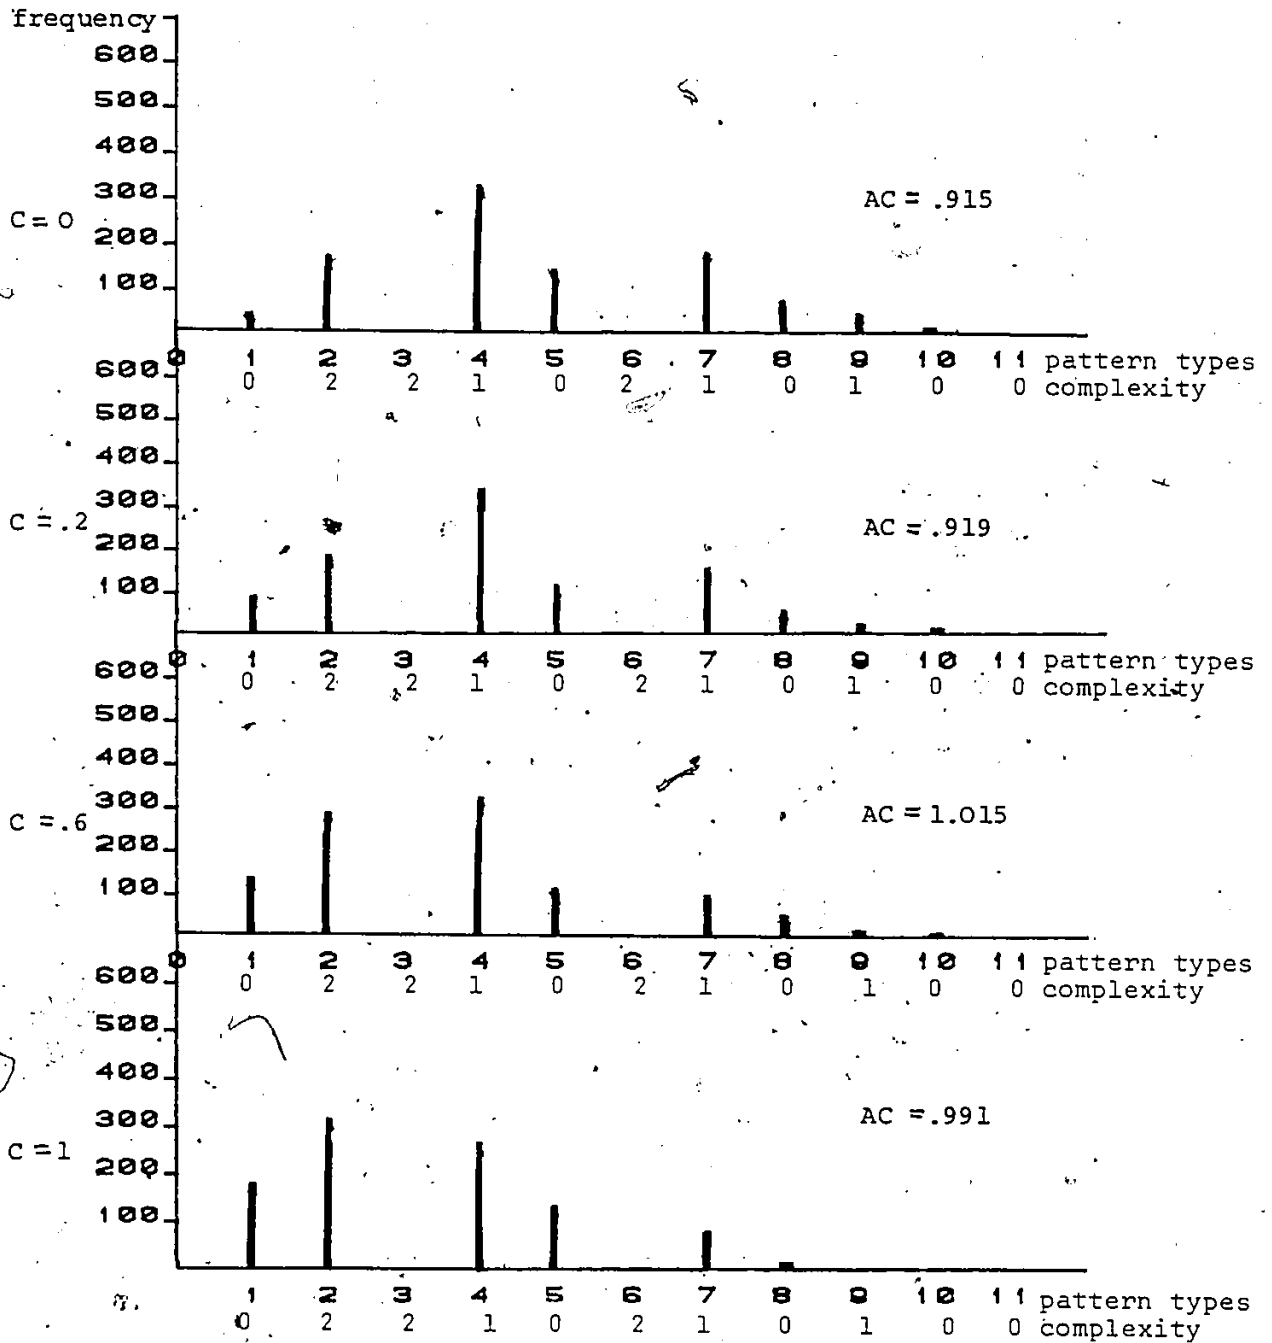 frequency
600
500
400
300 AC = .915
C = 0
200
100
0 1 2 3 4 5 6 7 8 9 10 11 pattern types
600
0 2 2 1 0 2 1 0 1 0 0 complexity
500
400
300
C = .2 AC = .919
200
100
0 1 2 3 4 5 6 7 8 9 10 11 pattern types
600
0 2 2 1 0 2 1 0 1 0 0 complexity
500
400
300
C = .6 AC = 1.015
200
100
0 1 2 3 4 5 6 7 8 9 10 11 pattern types
600
0 2 2 1 0 2 1 0 1 0 0 complexity
500
400
300 AC = .991
C = 1
200
100
1 2 3 4 5 6 7 8 9 10 11 pattern types
0 2 2 1 0 2 1 0 1 0 0 complexity